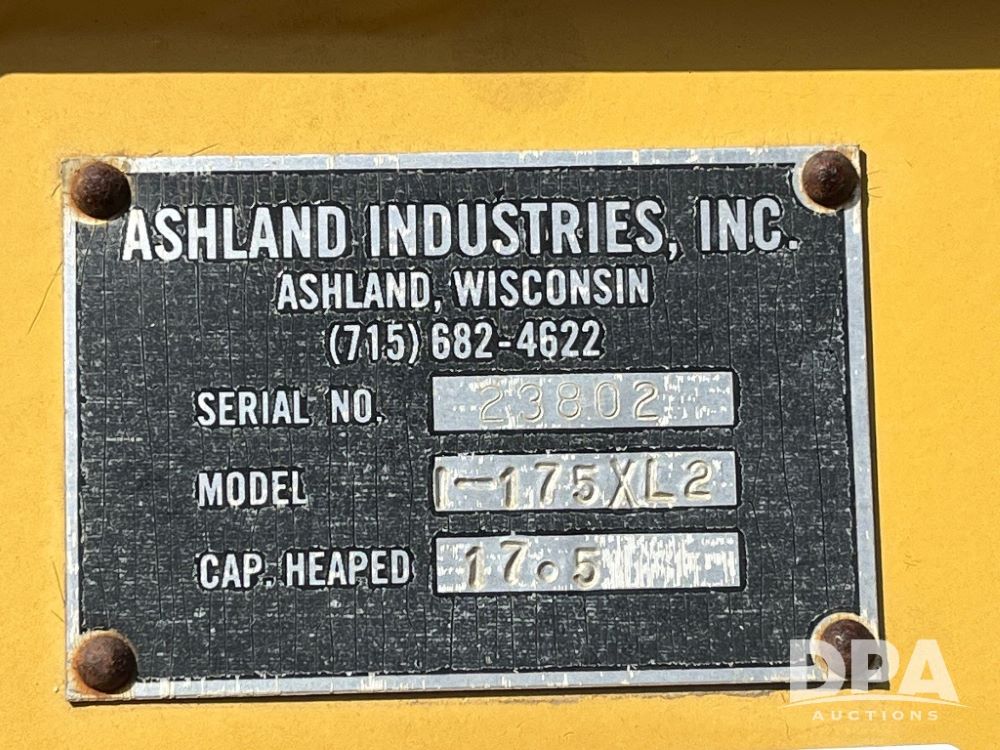 ASHLAND INDUSTRIES, INC.
ASHLAND, WISCONSIN
(715) 682-4622
SERIAL NO. 23802
MODEL I-175XL2
CAP. HEAPED 17.5
DPA
AUCTIONS